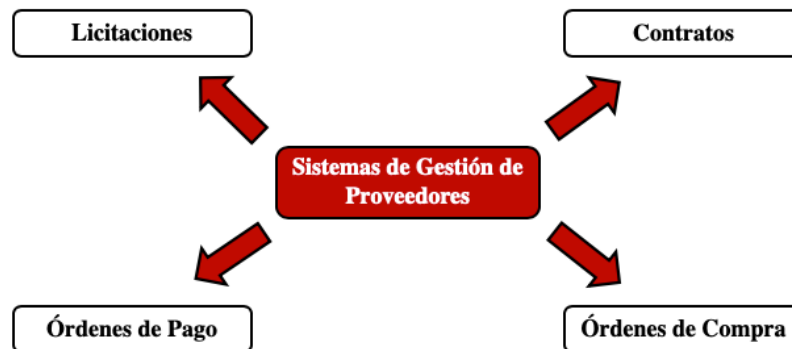 Licitaciones
Contratos
Sistemas de Gestión de
Proveedores
Órdenes de Pago
Órdenes de Compra